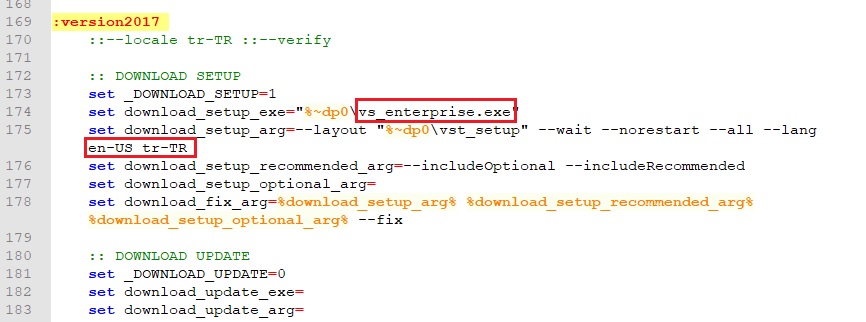 168
169 :version2017
170 ::--locale tr-TR ::--verify
171
172 :: DOWNLOAD SETUP
173 set _DOWNLOAD_SETUP=1
174 set download_setup_exe="%~dp0\vs_enterprise.exe"
175 set download_setup_arg=--layout "%~dp0\vst_setup" --wait --norestart --all --lang
en-US tr-TR
176 set download_setup_recommended_arg=--includeOptional --includeRecommended
177 set download_setup_optional_arg=
178 set download_fix_arg=%download_setup_arg% %download_setup_recommended_arg%
%download_setup_optional_arg% --fix
179
180 :: DOWNLOAD UPDATE
181 set _DOWNLOAD_UPDATE=0
182 set download_update_exe=
183 set download_update_arg=